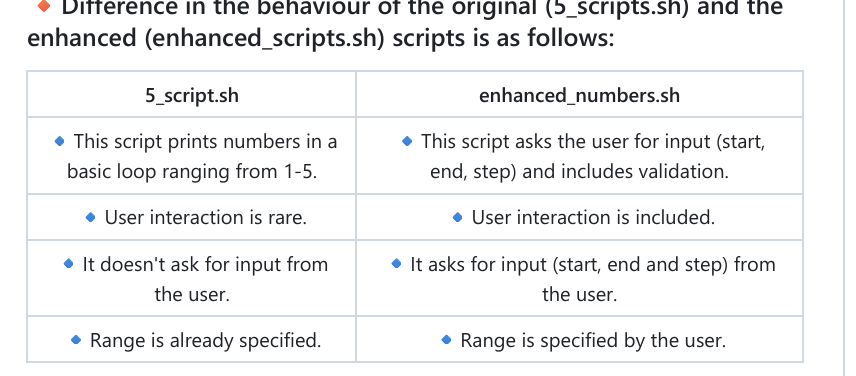 🔸 Difference in the behaviour of the original (5_scripts.sh) and the
enhanced (enhanced_scripts.sh) scripts is as follows:
5_script.sh
enhanced_numbers.sh
🔹 This script prints numbers in a
basic loop ranging from 1-5.
🔹 This script asks the user for input (start,
end, step) and includes validation.
🔹 User interaction is rare.
🔹 User interaction is included.
🔹 It doesn't ask for input from
the user.
🔹 It asks for input (start, end and step) from
the user.
🔹 Range is already specified.
🔹 Range is specified by the user.